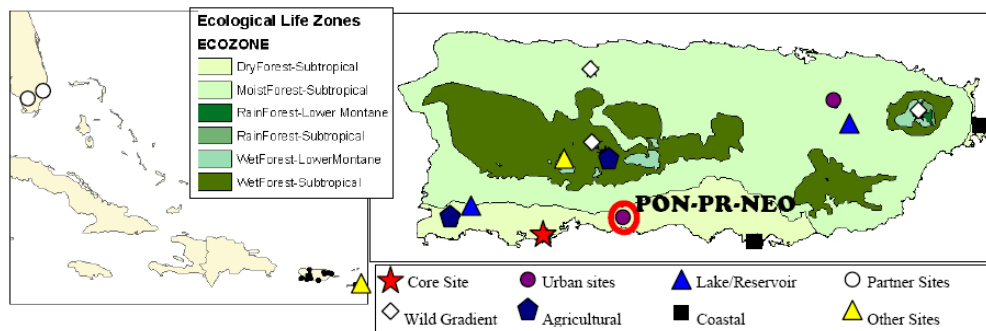 Ecological Life Zones
ECOZONE
DryForest-Subtropical
MoistForest-Subtropical
RainForest-Lower Montane
RainForest-Subtropical
WetForest-LowerMontane
WetForest-Subtropical
PON-PR-NEO
Core Site
Urban sites
Lake/Reservoir
Partner Sites
Wild Gradient
Agricultural
Coastal
Other Sites